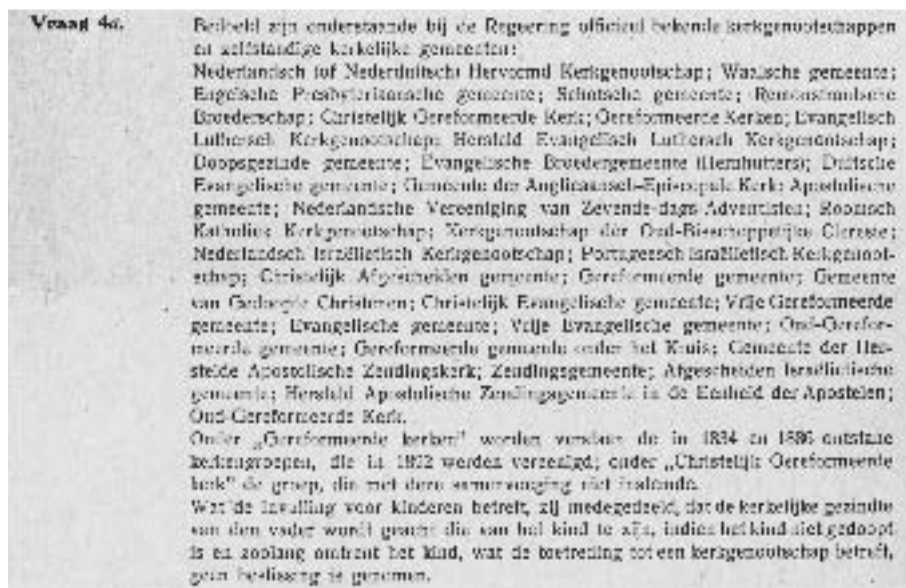 Vraag 4a. Bedoeld zijn onderstaande bij de Regeering officieel bekende kerkgenootschappen
en zelfstandige kerkelijke gemeenten:
Nederlandsch (of Nederduitsch) Hervormd Kerkgenootschap; Waalsche gemeente;
Engelsche Presbyteriaansche gemeente; Schotsche gemeente; Remonstrantsche
Broederschap; Christelijk Gereformeerde Kerk; Gereformeerde Kerken; Evangelisch
Luthersch Kerkgenootschap; Hersteld Evangelisch Luthersch Kerkgenootschap;
Doopsgezinde gemeente; Evangelische Broedergemeente (Hernhutters); Duitsche
Evangelische gemeente; Gemeente der Anglicaansch-Episcopale Kerk; Apostolische
gemeente; Nederlandsche Vereeniging van Zevende-dags-Adventisten; Roomsch
Katholiek Kerkgenootschap; Kerkgenootschap der Oud-Bisschoppelijke Cleresie;
Nederlandsch Israëlietisch Kerkgenootschap; Portugeesch Israëlietisch Kerkgenoot-
schap; Christelijk Afgescheiden gemeente; Gereformeerde gemeente; Gemeente
van Gedoopte Christenen; Christelijk Evangelische gemeente; Vrije Gereformeerde
gemeente; Evangelische gemeente; Vrije Evangelische gemeente; Oud-Gerefor-
meerde gemeente; Gereformeerde gemeente onder het Kruis; Gemeente der Her-
stelde Apostolische Zendingskerk; Zendingsgemeente; Afgescheiden Israëlietische
gemeente; Hersteld Apostolische Zendingsgemeente in de Eenheid der Apostelen;
Oud-Gereformeerde Kerk.
Onder „Gereformeerde kerken" worden verstaan de in 1834 en 1886 ontstane
kerkengroepen, die in 1892 werden vereenigd; onder „Christelijk Gereformeerde
kerk" de groep, die met deze samenvoeging niet instemde.
Wat de invulling voor kinderen betreft, zij medegedeeld, dat de kerkelijke gezindte
van den vader wordt geacht die van het kind te zijn, indien het kind niet gedoopt
is en zoolang omtrent het kind, wat de toetreding tot een kerkgenootschap betreft,
geen beslissing is genomen.